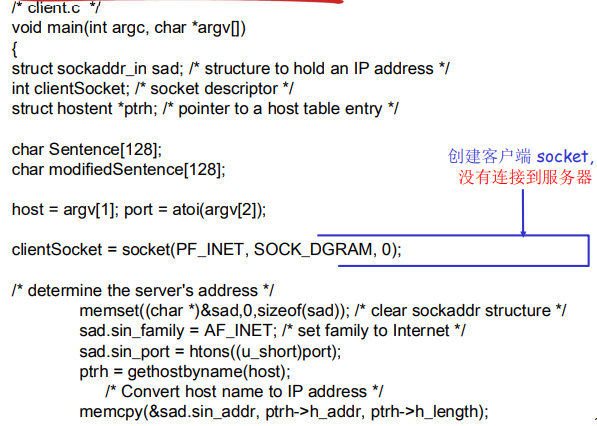 /* client.c */
void main(int argc, char *argv[])
{
struct sockaddr_in sad; /* structure to hold an IP address */
int clientSocket; /* socket descriptor */
struct hostent *ptrh; /* pointer to a host table entry */
char Sentence[128];
char modifiedSentence[128];
创建客户端 socket,
没有连接到服务器
host = argv[1]; port = atoi(argv[2]);
clientSocket = socket(PF_INET, SOCK_DGRAM, 0);
/* determine the server's address */
memset((char *)&sad,0,sizeof(sad)); /* clear sockaddr structure */
sad.sin_family = AF_INET; /* set family to Internet */
sad.sin_port = htons((u_short)port);
ptrh = gethostbyname(host);
/* Convert host name to IP address */
memcpy(&sad.sin_addr, ptrh->h_addr, ptrh->h_length);